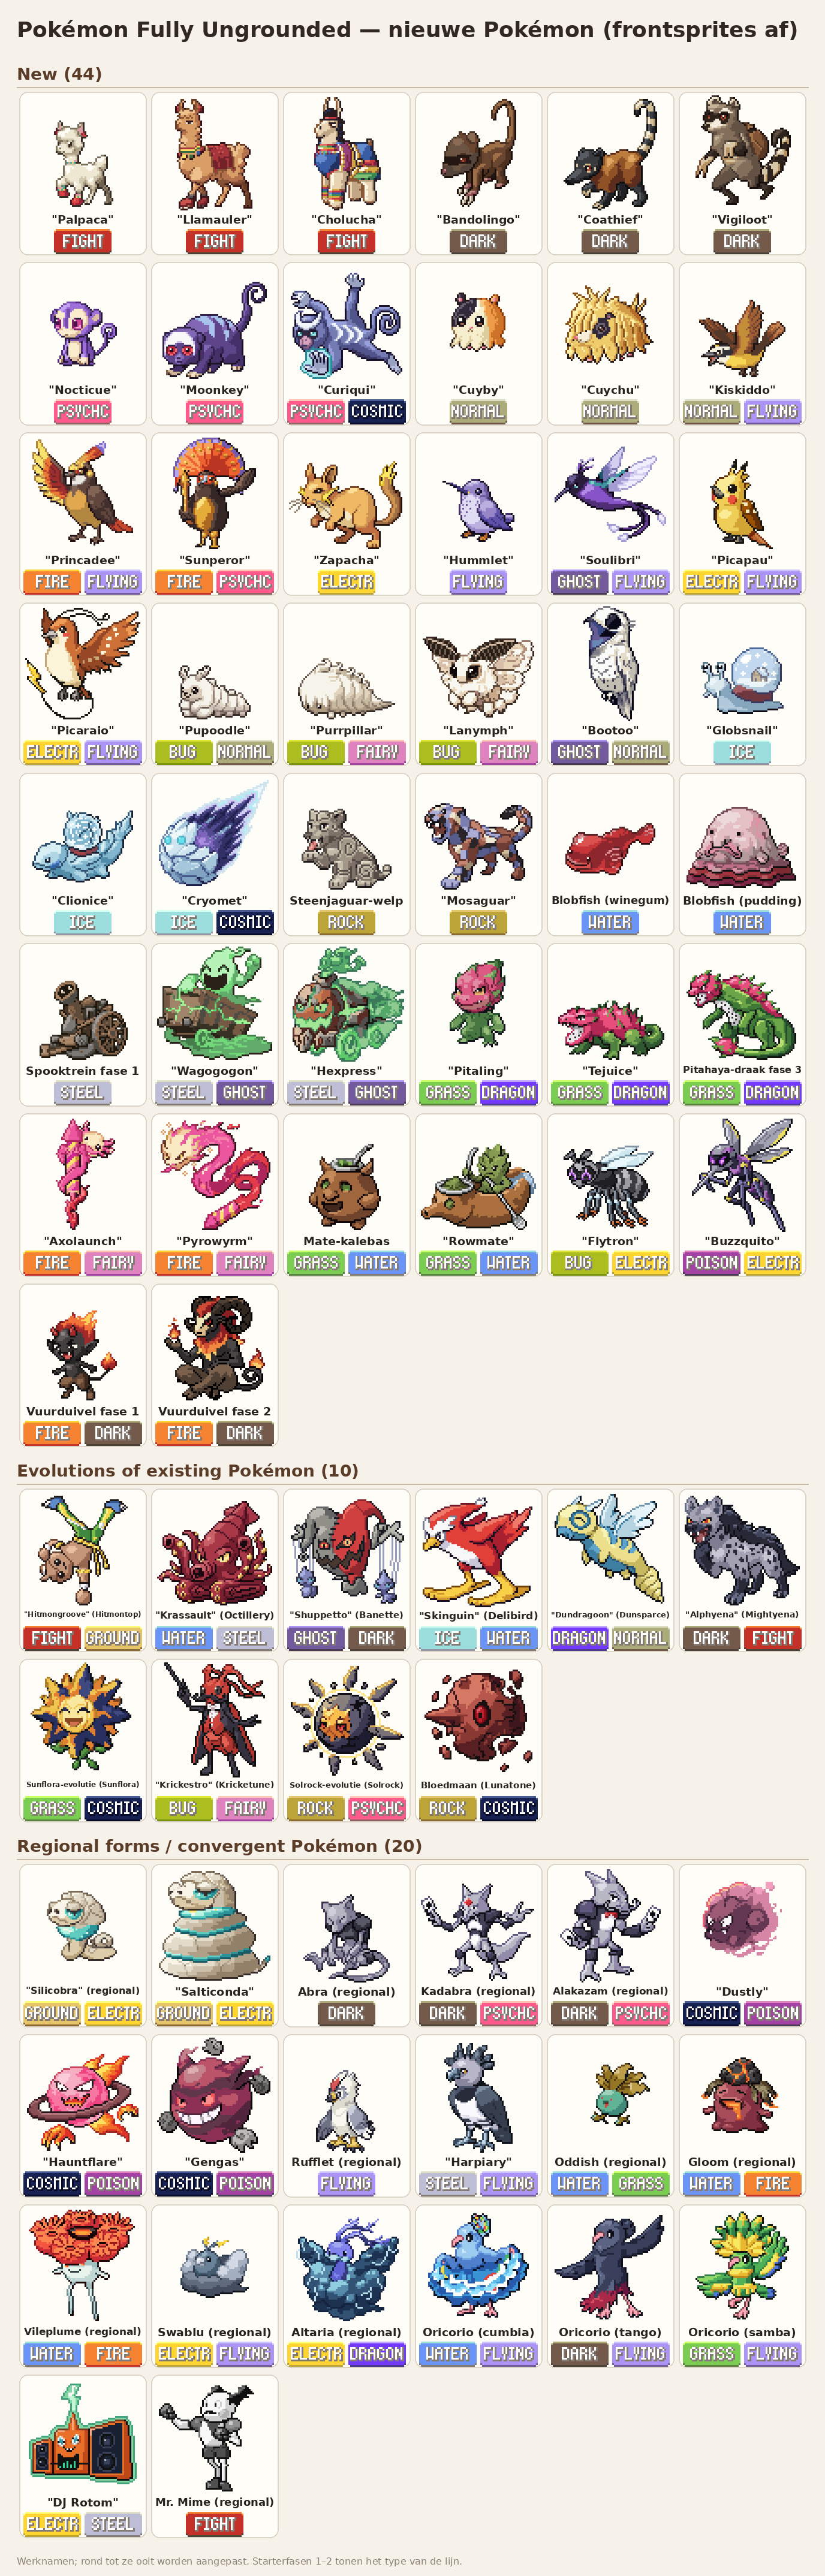 Pokémon Fully Ungrounded — nieuwe Pokémon (frontsprites af)
New (44)
"Palpaca" "Llamauler" "Cholucha" "Bandolingo" "Coathief" "Vigiloot"
FIGHT FIGHT FIGHT DARK DARK DARK
"Nocticue" "Moonkey" "Curiqui" "Cuyby" "Cuychu" "Kiskiddo"
PSYCHC PSYCHC PSYCHC COSMIC NORMAL NORMAL NORMAL FLYING
"Princadee" "Sunperor" "Zapacha" "Hummlet" "Soulibri" "Picapau"
FIRE FLYING FIRE PSYCHC ELECTR FLYING GHOST FLYING ELECTR FLYING
"Picaraio" "Pupoodle" "Purrpillar" "Lanymph" "Bootoo" "Globsnail"
ELECTR FLYING BUG NORMAL BUG FAIRY BUG FAIRY GHOST NORMAL ICE
"Clionice" "Cryomet" Steenjaguar-welp "Mosaguar" Blobfish (winegum) Blobfish (pudding)
ICE ICE COSMIC ROCK ROCK WATER WATER
Spooktrein fase 1 "Wagogogon" "Hexpress" "Pitaling" "Tejuice" Pitahaya-draak fase 3
STEEL STEEL GHOST STEEL GHOST GRASS DRAGON GRASS DRAGON GRASS DRAGON
"Axolaunch" "Pyrowyrm" Mate-kalebas "Rowmate" "Flytron" "Buzzquito"
FIRE FAIRY FIRE FAIRY GRASS WATER GRASS WATER BUG ELECTR POISON ELECTR
Vuurduivel fase 1 Vuurduivel fase 2
FIRE DARK FIRE DARK
Evolutions of existing Pokémon (10)
"Hitmongroove" (Hitmontop) "Krassault" (Octillery) "Shuppetto" (Banette) "Skinguin" (Delibird) "Dundragoon" (Dunsparce) "Alphyena" (Mightyena)
FIGHT GROUND WATER STEEL GHOST DARK ICE WATER DRAGON NORMAL DARK FIGHT
Sunflora-evolutie (Sunflora) "Krickestro" (Kricketune) Solrock-evolutie (Solrock) Bloedmaan (Lunatone)
GRASS COSMIC BUG FAIRY ROCK PSYCHC ROCK COSMIC
Regional forms / convergent Pokémon (20)
"Silicobra" (regional) "Salticonda" Abra (regional) Kadabra (regional) Alakazam (regional) "Dustly"
GROUND ELECTR GROUND ELECTR DARK DARK PSYCHC DARK PSYCHC COSMIC POISON
"Hauntflare" "Gengas" Rufflet (regional) "Harpiary" Oddish (regional) Gloom (regional)
COSMIC POISON COSMIC POISON FLYING STEEL FLYING WATER GRASS WATER FIRE
Vileplume (regional) Swablu (regional) Altaria (regional) Oricorio (cumbia) Oricorio (tango) Oricorio (samba)
WATER FIRE ELECTR FLYING ELECTR DRAGON WATER FLYING DARK FLYING GRASS FLYING
"DJ Rotom" Mr. Mime (regional)
ELECTR STEEL FIGHT
Werknamen; rond tot ze ooit worden aangepast. Starterfasen 1–2 tonen het type van de lijn.